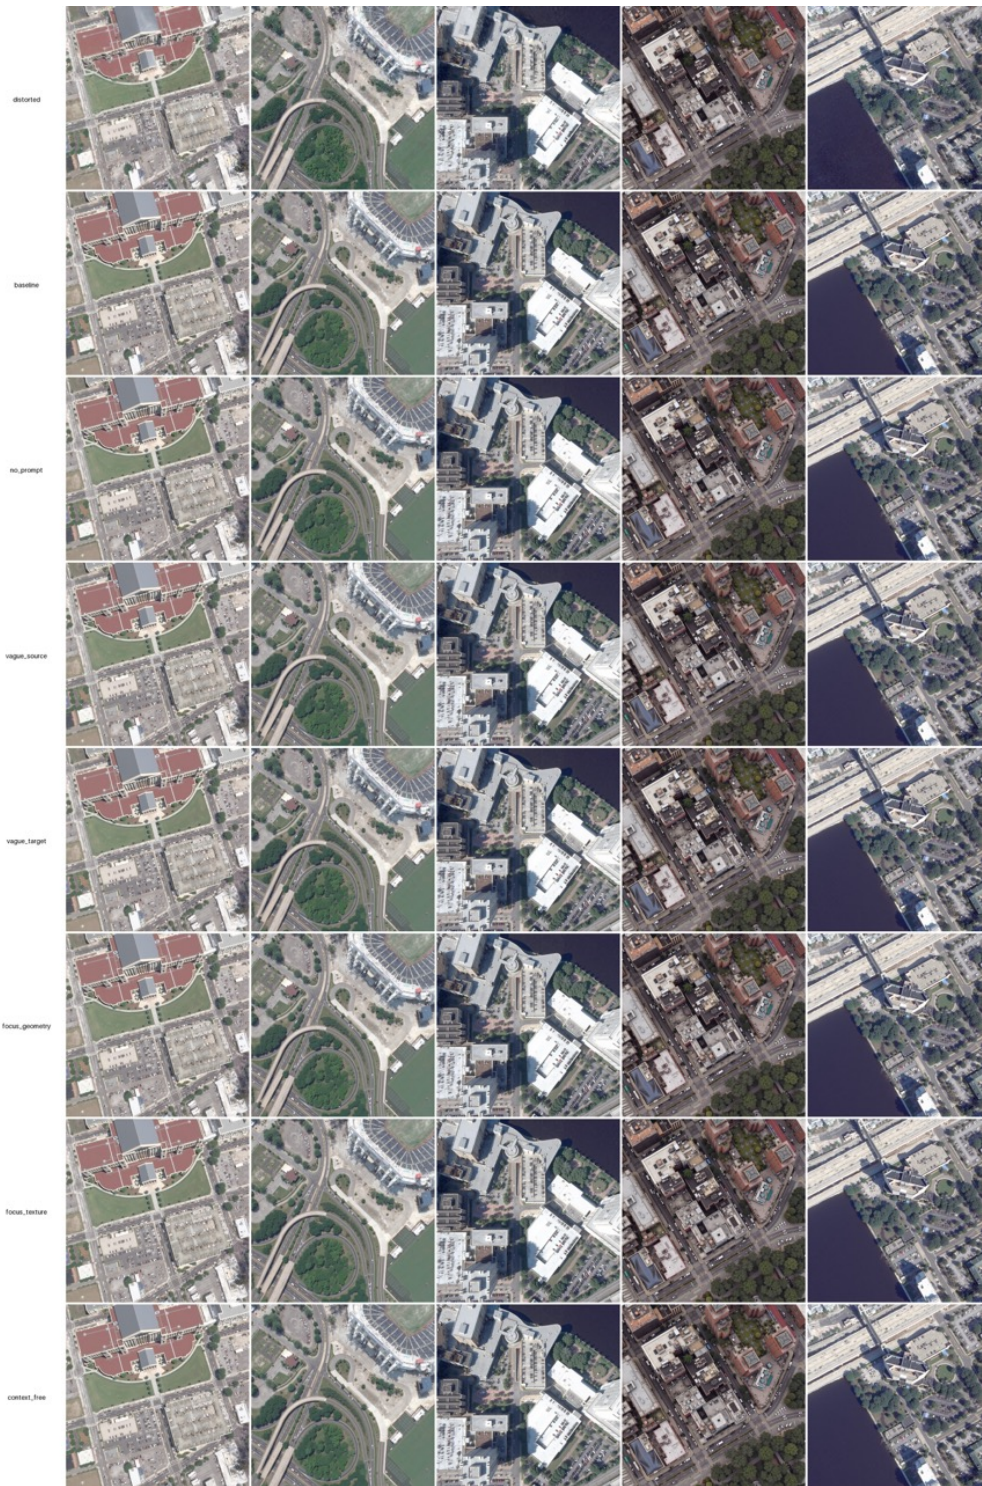 distorted
baseline
no_prompt
vague_source
vague_target
focus_geometry
focus_texture
context_free